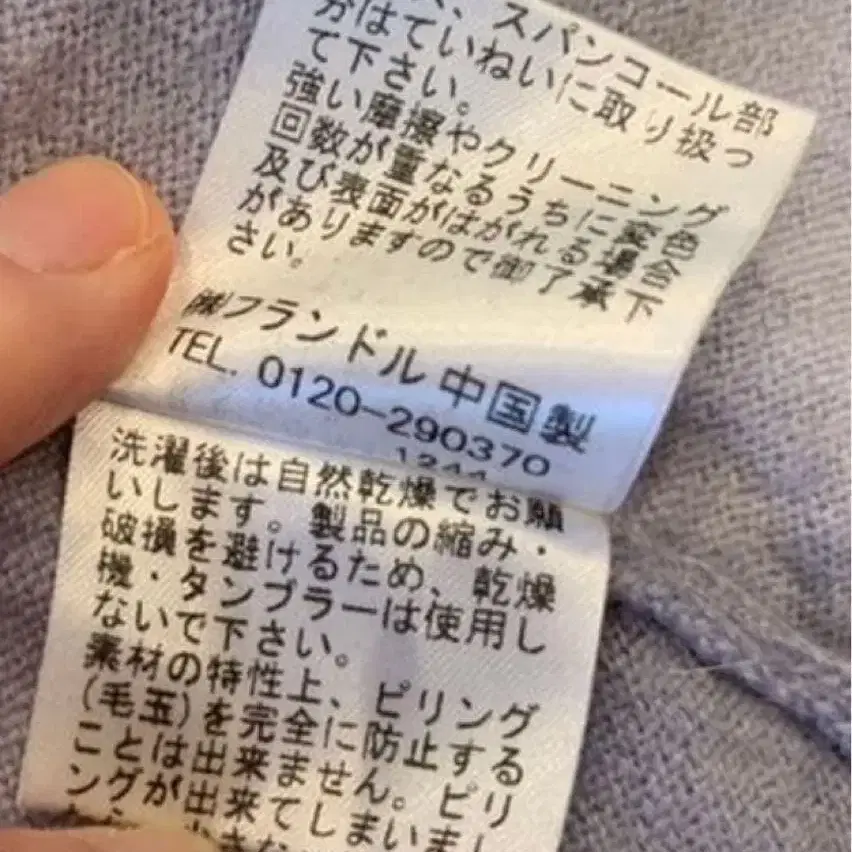 、スパンコール部
分はていねいに取り扱っ
て下さい。
強い磨擦やクリーニング
回数が重なるうちに変色
及び表面がはがれる場合
がありますので御了承下
さい。
㈱フランドル 中国製
TEL. 0120-290370
洗濯後は自然乾燥でお願
いします。製品の縮み・
破損を避けるため、乾燥
機・タンブラーは使用し
ないで下さい。
素材の特性上、ピリング
(毛玉)を完全に防止する
ことは出来ません。ピリ
ングが出来てしまいまし